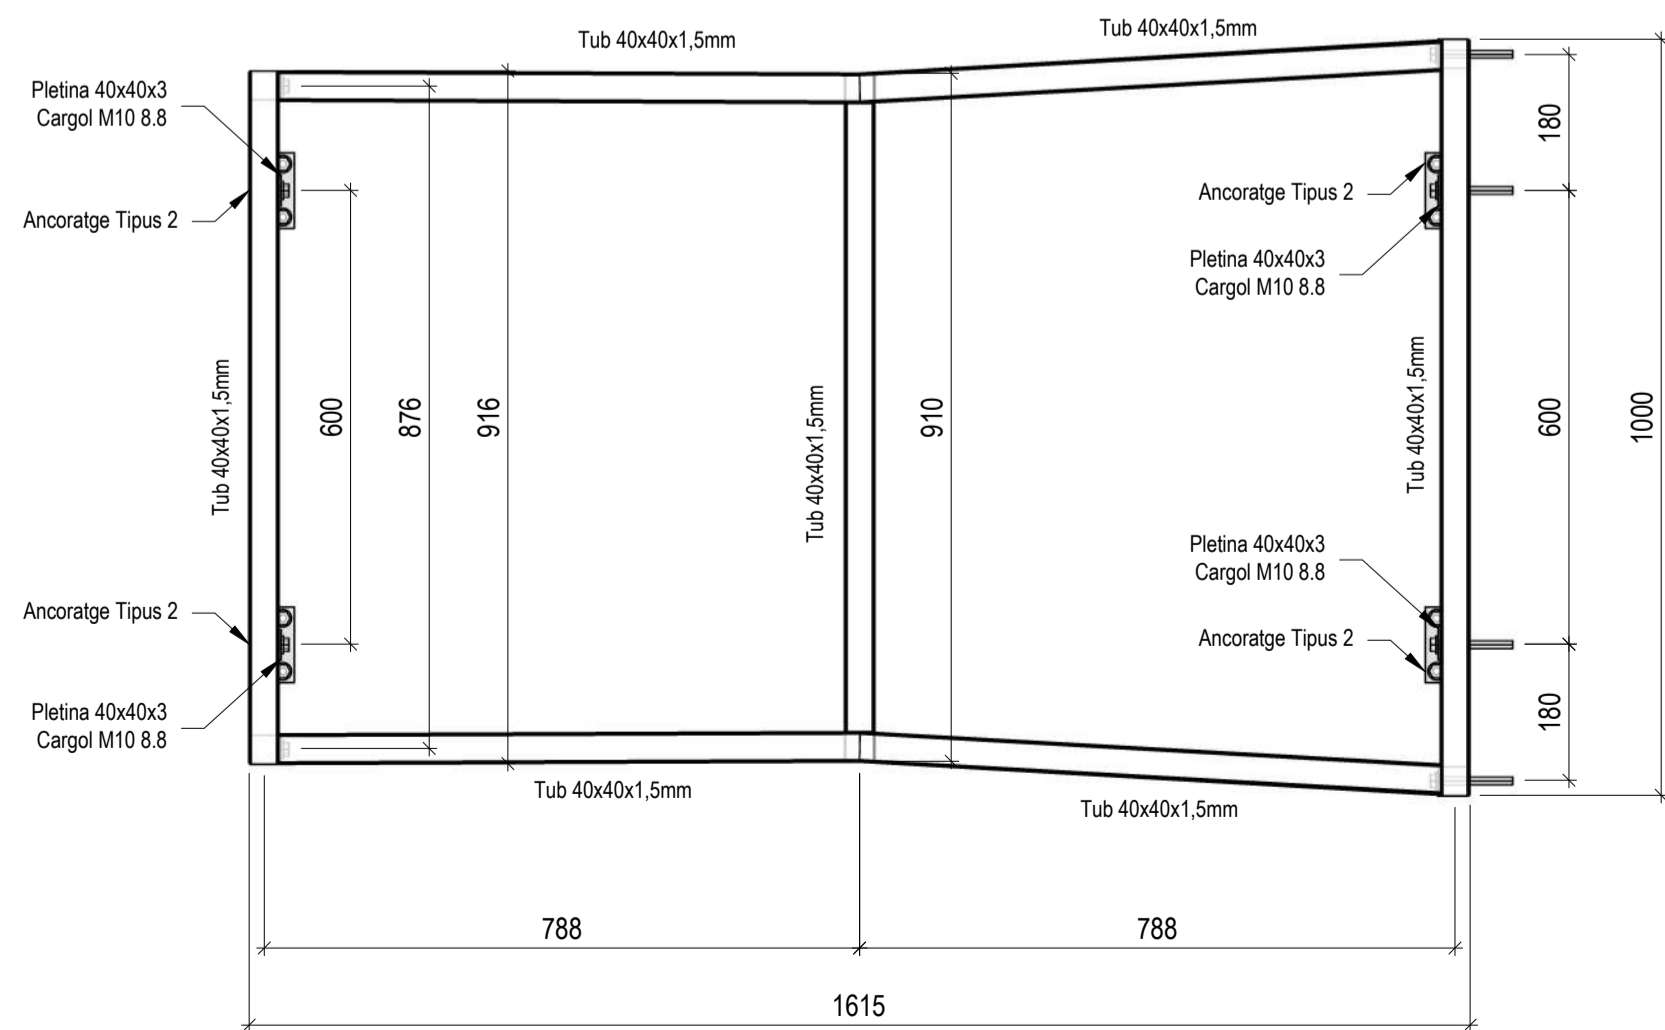 Tub 40x40x1,5mm
Tub 40x40x1,5mm
Pletina 40x40x3
Cargol M10 8.8
Ancoratge Tipus 2
180
Ancoratge Tipus 2
Pletina 40x40x3
Cargol M10 8.8
Tub 40x40x1,5mm
600
876
916
Tub 40x40x1,5mm
910
Tub 40x40x1,5mm
600
1000
Pletina 40x40x3
Cargol M10 8.8
Ancoratge Tipus 2
Ancoratge Tipus 2
Pletina 40x40x3
Cargol M10 8.8
180
Tub 40x40x1,5mm
Tub 40x40x1,5mm
788
788
1615